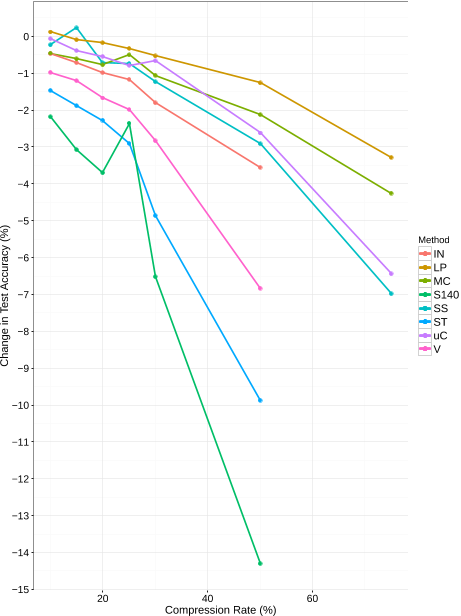 Change in Test Accuracy (%)
0
−1
−2
−3
−4
−5
−6
−7
−8
−9
−10
−11
−12
−13
−14
−15
20
40
60
Compression Rate (%)
Method
IN
LP
MC
S140
SS
ST
uC
V